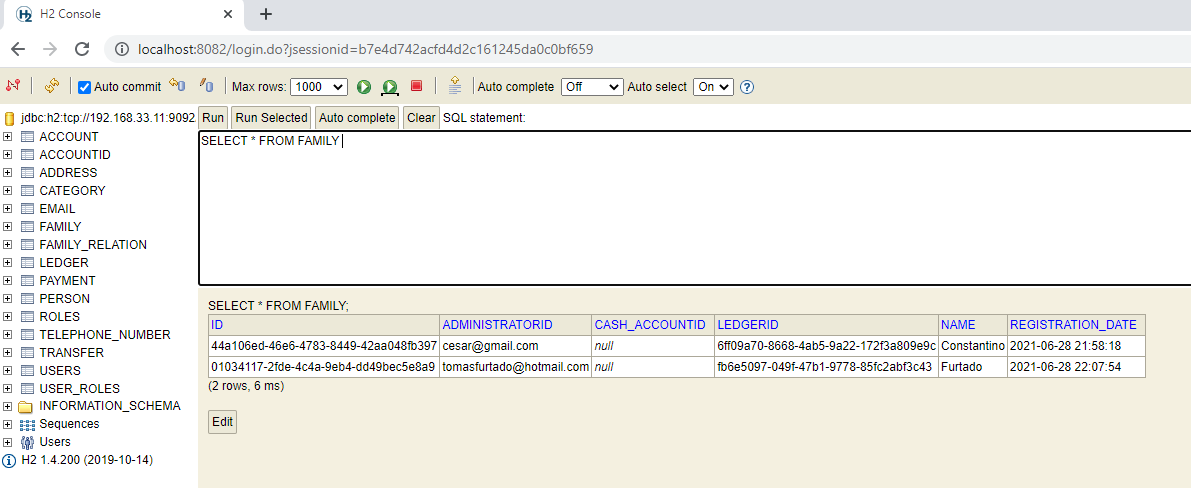 H2 Console
localhost:8082/login.do?jsessionid=b7e4d742acfd4d2c161245da0c0bf659
Auto commit Max rows: 1000 Auto complete Off Auto select On
jdbc:h2:tcp://192.168.33.11:9092
Run Run Selected Auto complete Clear SQL statement:
ACCOUNT
ACCOUNTID
ADDRESS
CATEGORY
EMAIL
FAMILY
FAMILY_RELATION
LEDGER
PAYMENT
PERSON
ROLES
TELEPHONE_NUMBER
TRANSFER
USERS
USER_ROLES
INFORMATION_SCHEMA
Sequences
Users
H2 1.4.200 (2019-10-14)
SELECT * FROM FAMILY
SELECT * FROM FAMILY;
ID ADMINISTRATORID CASH_ACCOUNTID LEDGERID NAME REGISTRATION_DATE
44a106ed-46e6-4783-8449-42aa048fb397 cesar@gmail.com null 6ff09a70-8668-4ab5-9a22-172f3a809e9c Constantino 2021-06-28 21:58:18
01034117-2fde-4c4a-9eb4-dd49bec5e8a9 tomasfurtado@hotmail.com null fb6e5097-049f-47b1-9778-85fc2abf3c43 Furtado 2021-06-28 22:07:54
(2 rows, 6 ms)
Edit